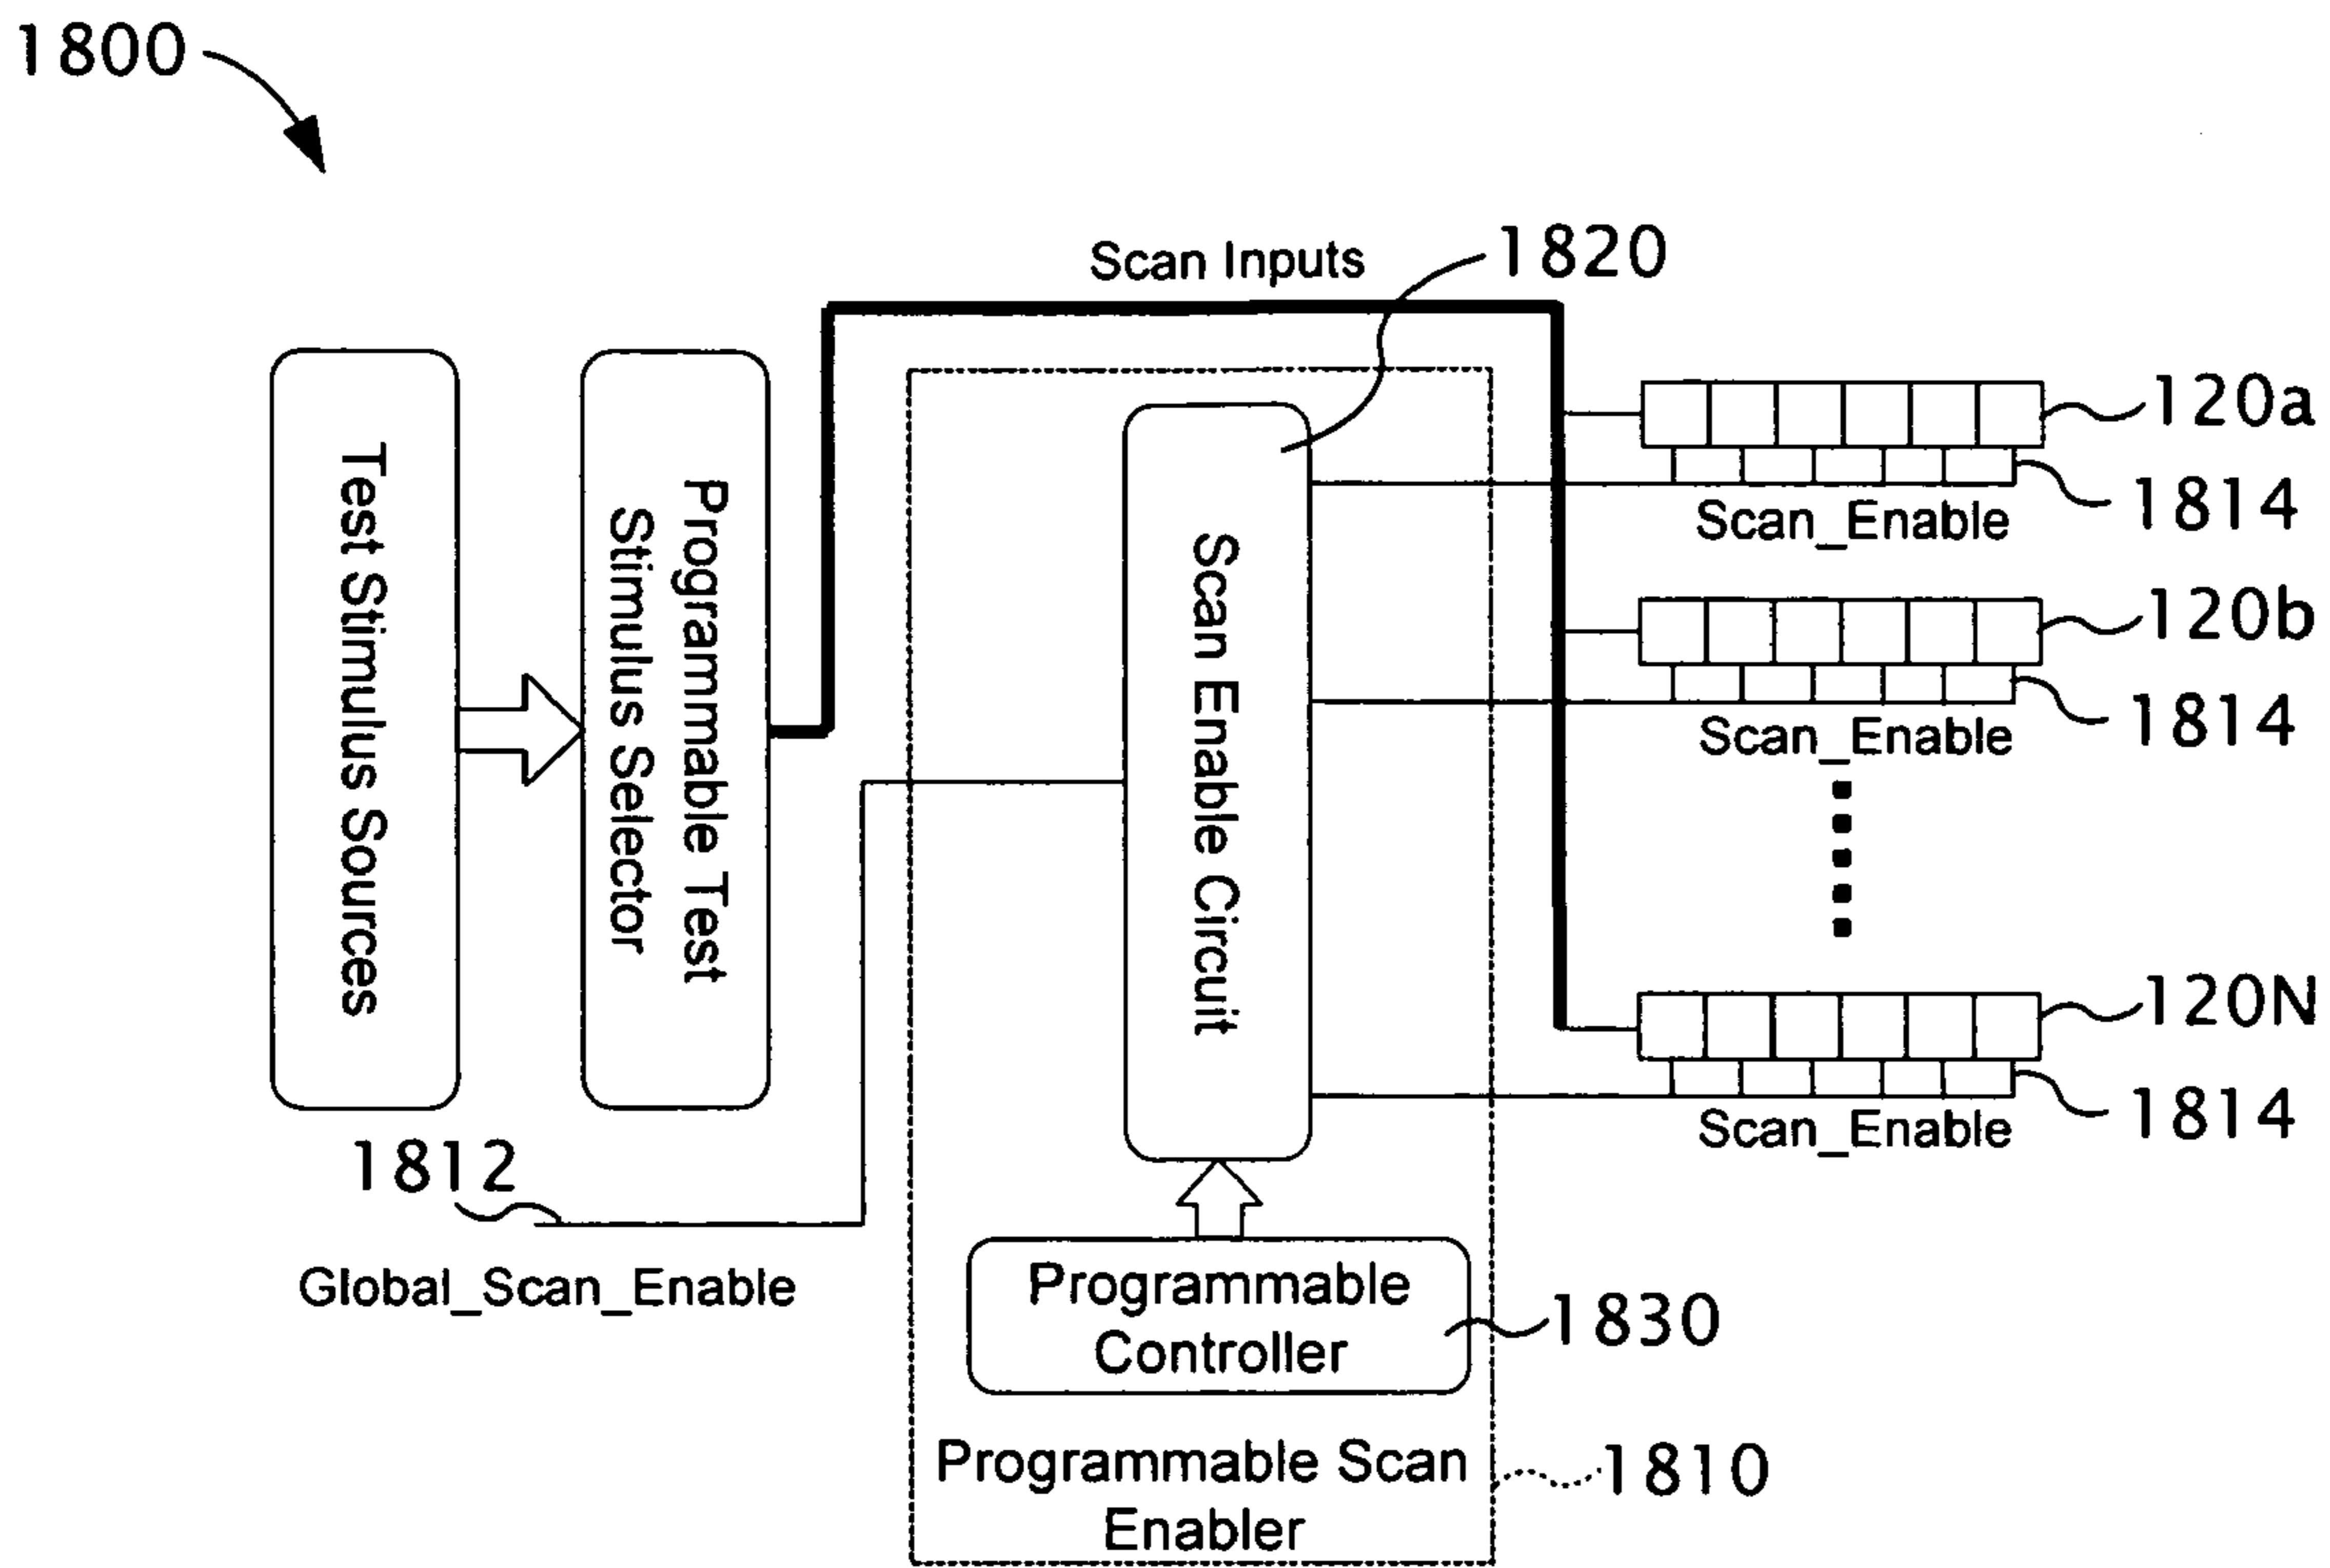 1800
Scan Inputs
1820
Test Stimulus Sources
Programmable Test
Stimulus Selector
Scan Enable Circuit
120a
1814
Scan_Enable
120b
1814
Scan_Enable
120N
1814
Scan_Enable
1812
Global_Scan_Enable
Programmable
Controller
1830
Programmable Scan
Enabler
1810